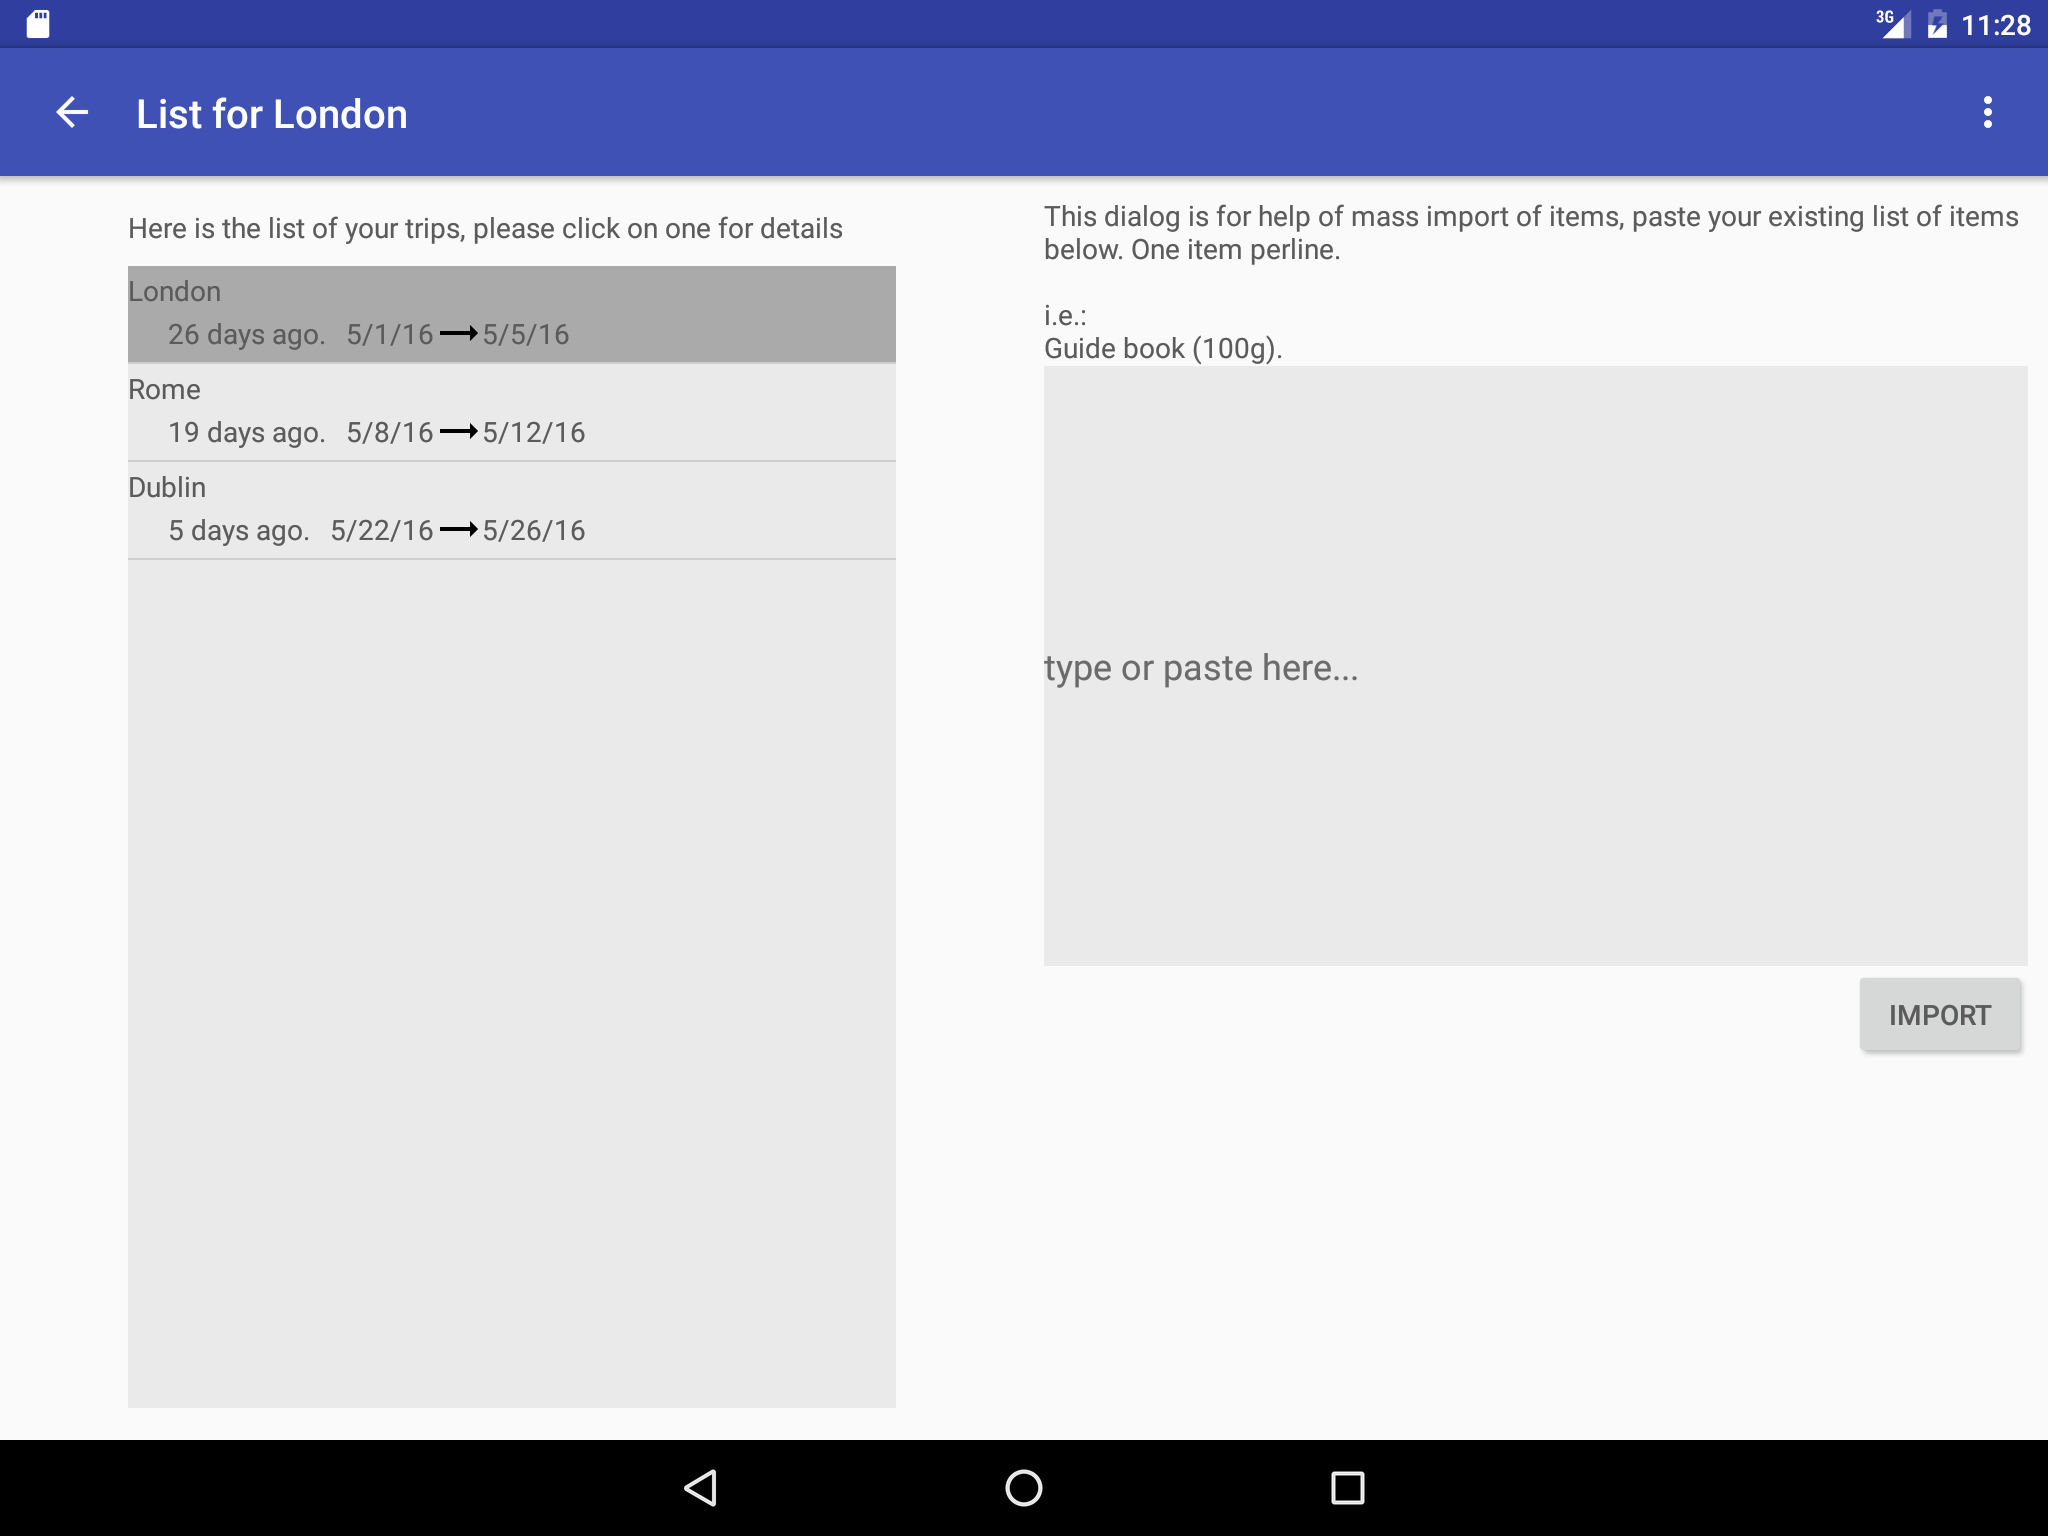 3G 11:28
List for London
Here is the list of your trips, please click on one for details
London
26 days ago. 5/1/16 5/5/16
Rome
19 days ago. 5/8/16 5/12/16
Dublin
5 days ago. 5/22/16 5/26/16
This dialog is for help of mass import of items, paste your existing list of items
below. One item perline.
i.e.:
Guide book (100g).
type or paste here...
IMPORT